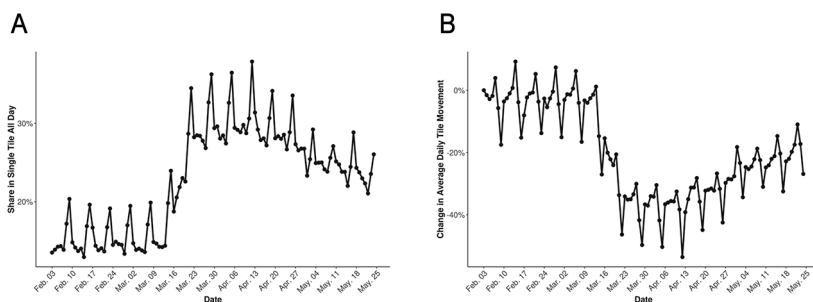 A
Share in Single Tile All Day
30%
20%
Feb. 03
Feb. 10
Feb. 17
Feb. 24
Mar. 02
Mar. 09
Mar. 16
Mar. 23
Mar. 30
Apr. 06
Apr. 13
Apr. 20
Apr. 27
May. 04
May. 11
May. 18
May. 25
Date
B
Change in Average Daily Tile Movement
0%
-20%
-40%
Feb. 03
Feb. 10
Feb. 17
Feb. 24
Mar. 02
Mar. 09
Mar. 16
Mar. 23
Mar. 30
Apr. 06
Apr. 13
Apr. 20
Apr. 27
May. 04
May. 11
May. 18
May. 25
Date